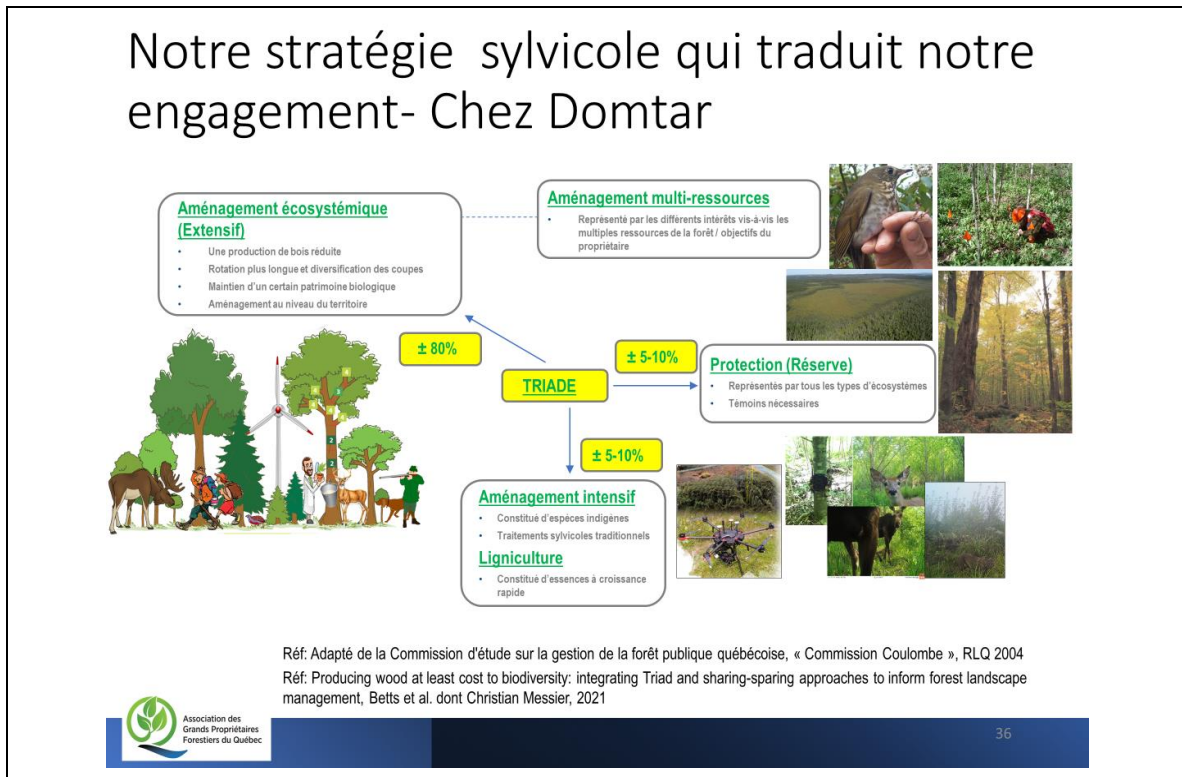 Notre stratégie  sylvicole qui traduit notre
engagement- Chez Domtar
Aménagement écosystémique
(Extensif)
• Une production de bois réduite
• Rotation plus longue et diversification des coupes
• Maintien d'un certain patrimoine biologique
• Aménagement au niveau du territoire
Aménagement multi-ressources
• Représenté par les différents intérêts vis-à-vis les
multiples ressources de la forêt / objectifs du
propriétaire
± 80%
± 5-10%
TRIADE
Protection (Réserve)
• Représentés par tous les types d'écosystèmes
• Témoins nécessaires
± 5-10%
Aménagement intensif
• Constitué d'espèces indigènes
• Traitements sylvicoles traditionnels
Ligniculture
• Constitué d'essences à croissance
rapide
Réf: Adapté de la Commission d'étude sur la gestion de la forêt publique québécoise, « Commission Coulombe », RLQ 2004
Réf: Producing wood at least cost to biodiversity: integrating Triad and sharing-sparing approaches to inform forest landscape
management, Betts et al. dont Christian Messier, 2021
Association des
Grands Propriétaires
Forestiers du Québec
36